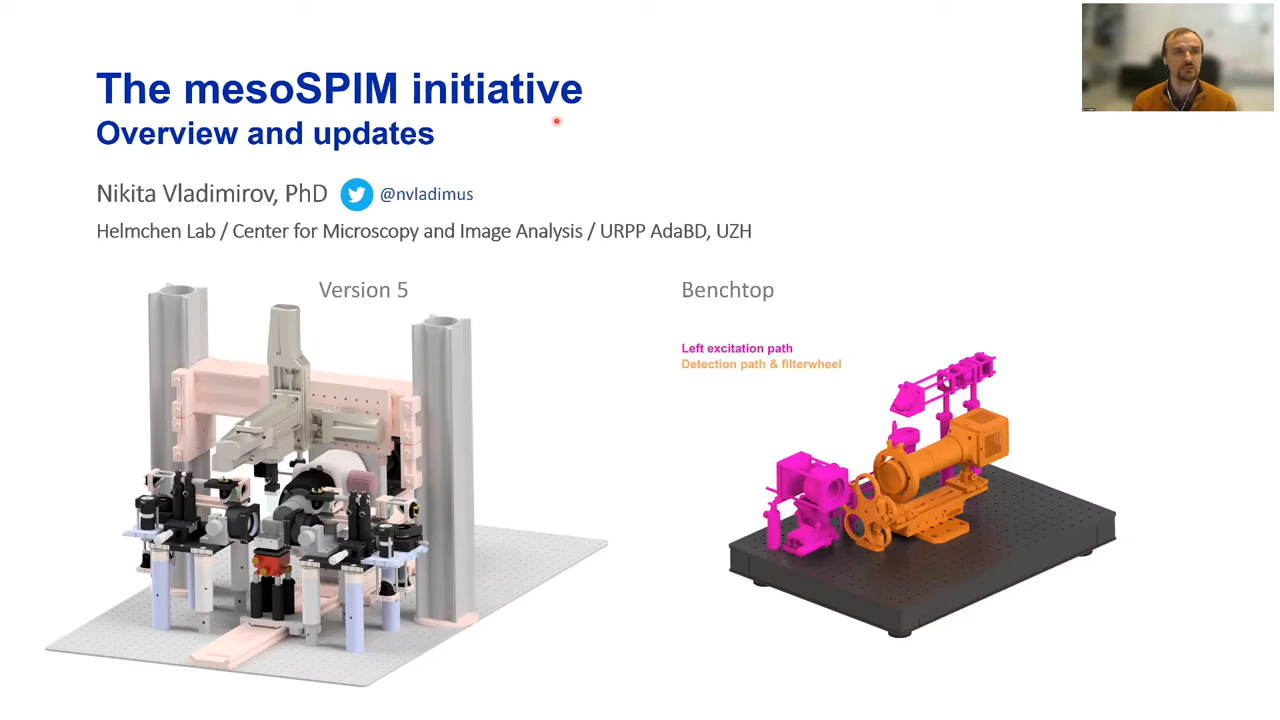 The mesoSPIM initiative
Overview and updates
Nikita Vladimirov, PhD @nvladimus
Helmchen Lab / Center for Microscopy and Image Analysis / URPP AdaBD, UZH
Version 5
Benchtop
Left excitation path
Detection path & filterwheel